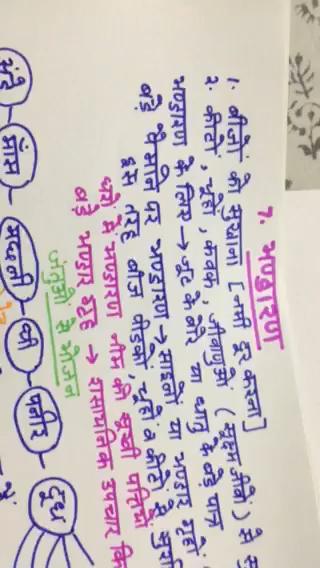 7. भण्डारण
1. बीजों को सुखाना [नमी दूर करना]
2. कीटों, चूहों, कवक, जीवाणुओं (सूक्ष्म जीवों) से
भण्डारण के लिए → जूट के बोरे या धातु के बड़े पात्र
बड़े पैमाने पर भण्डारण → साइलो या भण्डार गृहों
इस तरह बीज पीड़कों, चूहों व कीटों से
घरों में भण्डारण नीम की सूखी पत्तियाँ
बड़े भण्डार गृह → रासायनिक उपचार
जंतुओं से भोजन
अंडे मांस मछली घी पनीर दूध